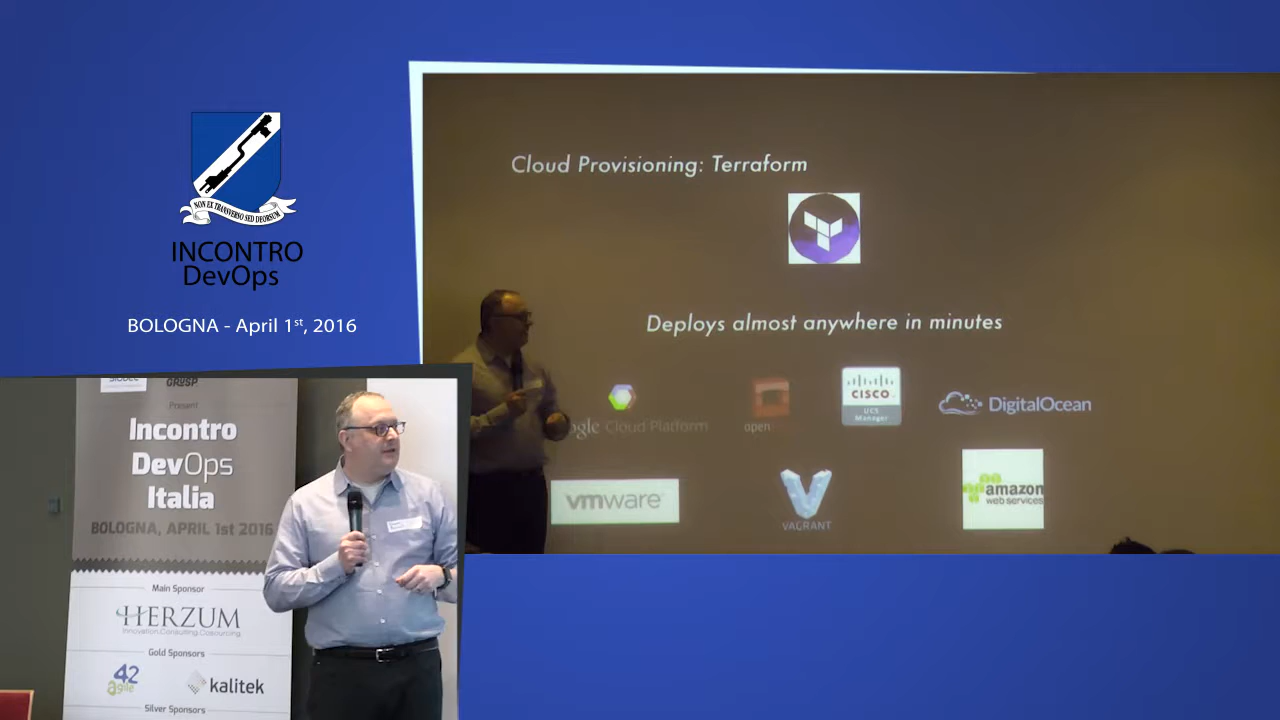 NON EX TRANSVERSO SED DEORSUM
INCONTRO
DevOps
BOLOGNA - April 1st, 2016
Cloud Provisioning: Terraform
Deploys almost anywhere in minutes
Cloud Platform
open
CISCO
UCS
Manager
DigitalOcean
vmware
VAGRANT
amazon
web services
GRUSP
Present
Incontro
DevOps
Italia
BOLOGNA, APRIL 1st 2016
Main Sponsor
HERZUM
Innovation.Consulting.Outsourcing
Gold Sponsors
42
agile
kalitek
Silver Sponsors